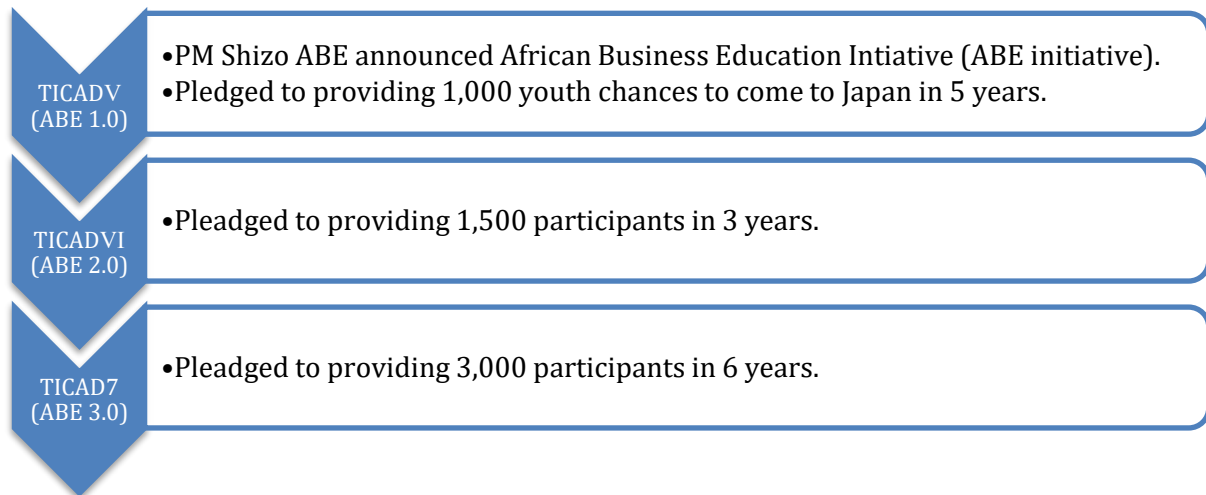 TICADV
(ABE 1.0)
•PM Shizo ABE announced African Business Education Intiative (ABE initiative).
•Pledged to providing 1,000 youth chances to come to Japan in 5 years.
TICADVI
(ABE 2.0)
•Pleadged to providing 1,500 participants in 3 years.
TICAD7
(ABE 3.0)
•Pleadged to providing 3,000 participants in 6 years.